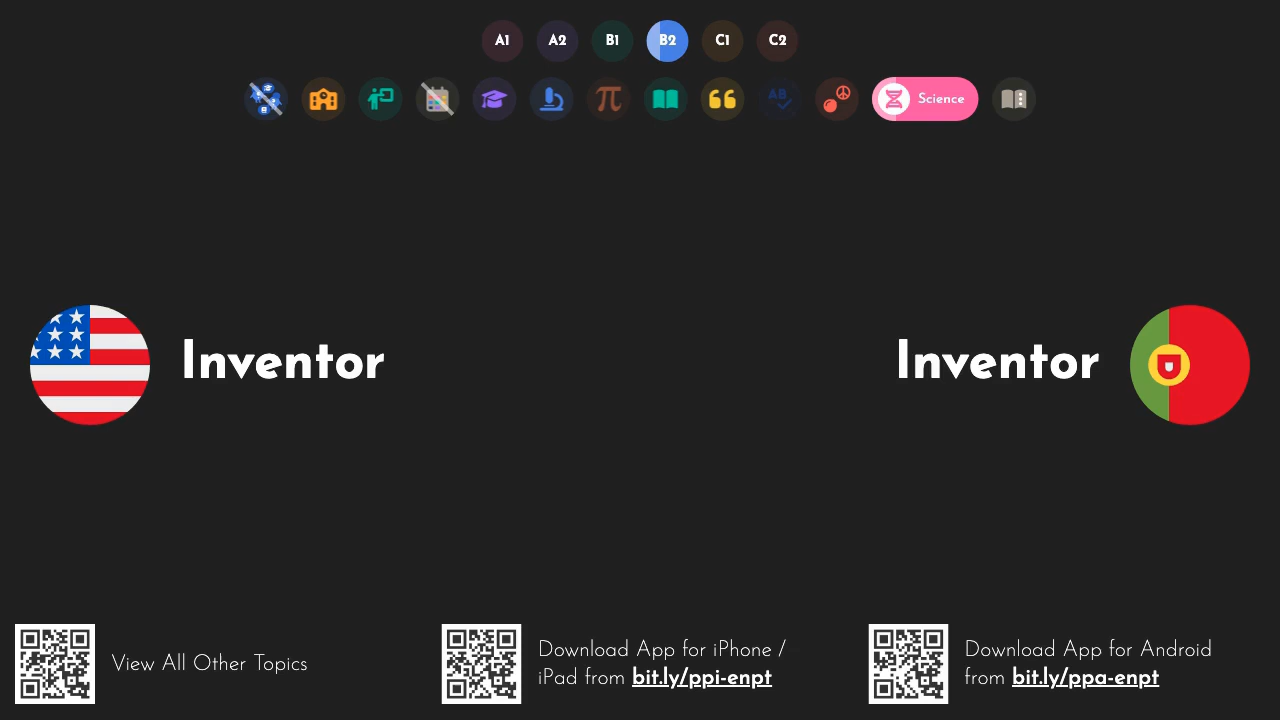 A1 A2 B1 B2 C1 C2
AB
Science
Inventor
Inventor
View All Other Topics
Download App for iPhone /
iPad from bit.ly/ppi-enpt
Download App for Android
from bit.ly/ppa-enpt